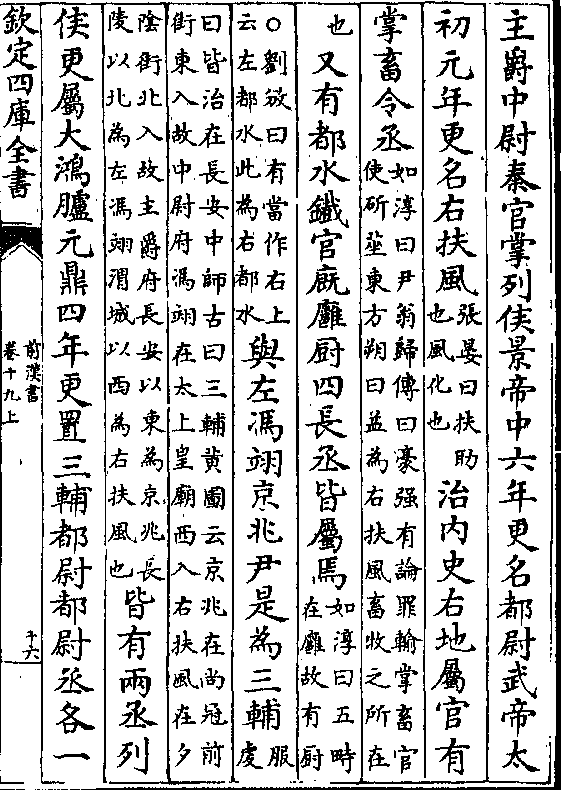 主爵中尉秦官掌列侯景帝中六年更名都尉武帝太
初元年更名右扶風張晏曰扶助也風化也治內史右地屬官有
掌畜令丞如淳曰尹翁歸傳曰豪强有論罪輸掌畜官使斫莝東方朔曰益為右扶風畜牧之所在
也又有都水鐵官廐廱厨四長丞皆屬焉如淳曰五畤在廱故有厨
○劉攽曰有當作右上云左都水此為右都水與左馮翊京兆尹是為三輔服虔
曰皆治在長安中師古曰三輔黄圖云京兆在尚冠前街東入故中尉府馮翊在太上皇廟西入右扶風在夕
陰街北入故主爵府長安以東為京兆長陵以北為左馮翊渭城以西為右扶風也皆有兩丞列
侯更屬大鴻臚元鼎四年更置三輔都尉都尉丞各一
欽定四庫全書
前漢書
卷十九上
十六